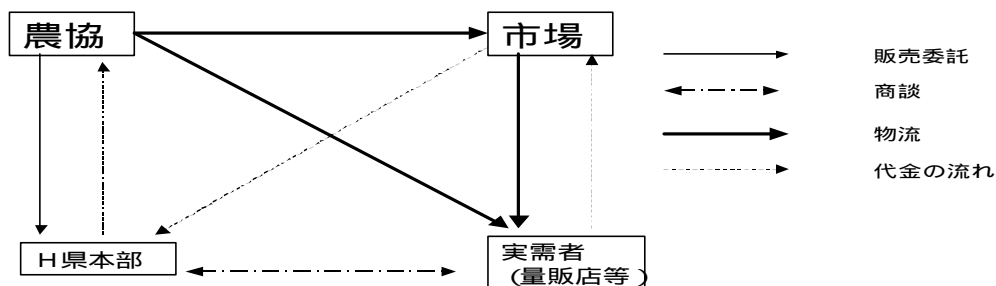 農協
市場
販売委託
商談
物流
代金の流れ
H県本部
実需者
(量販店等)